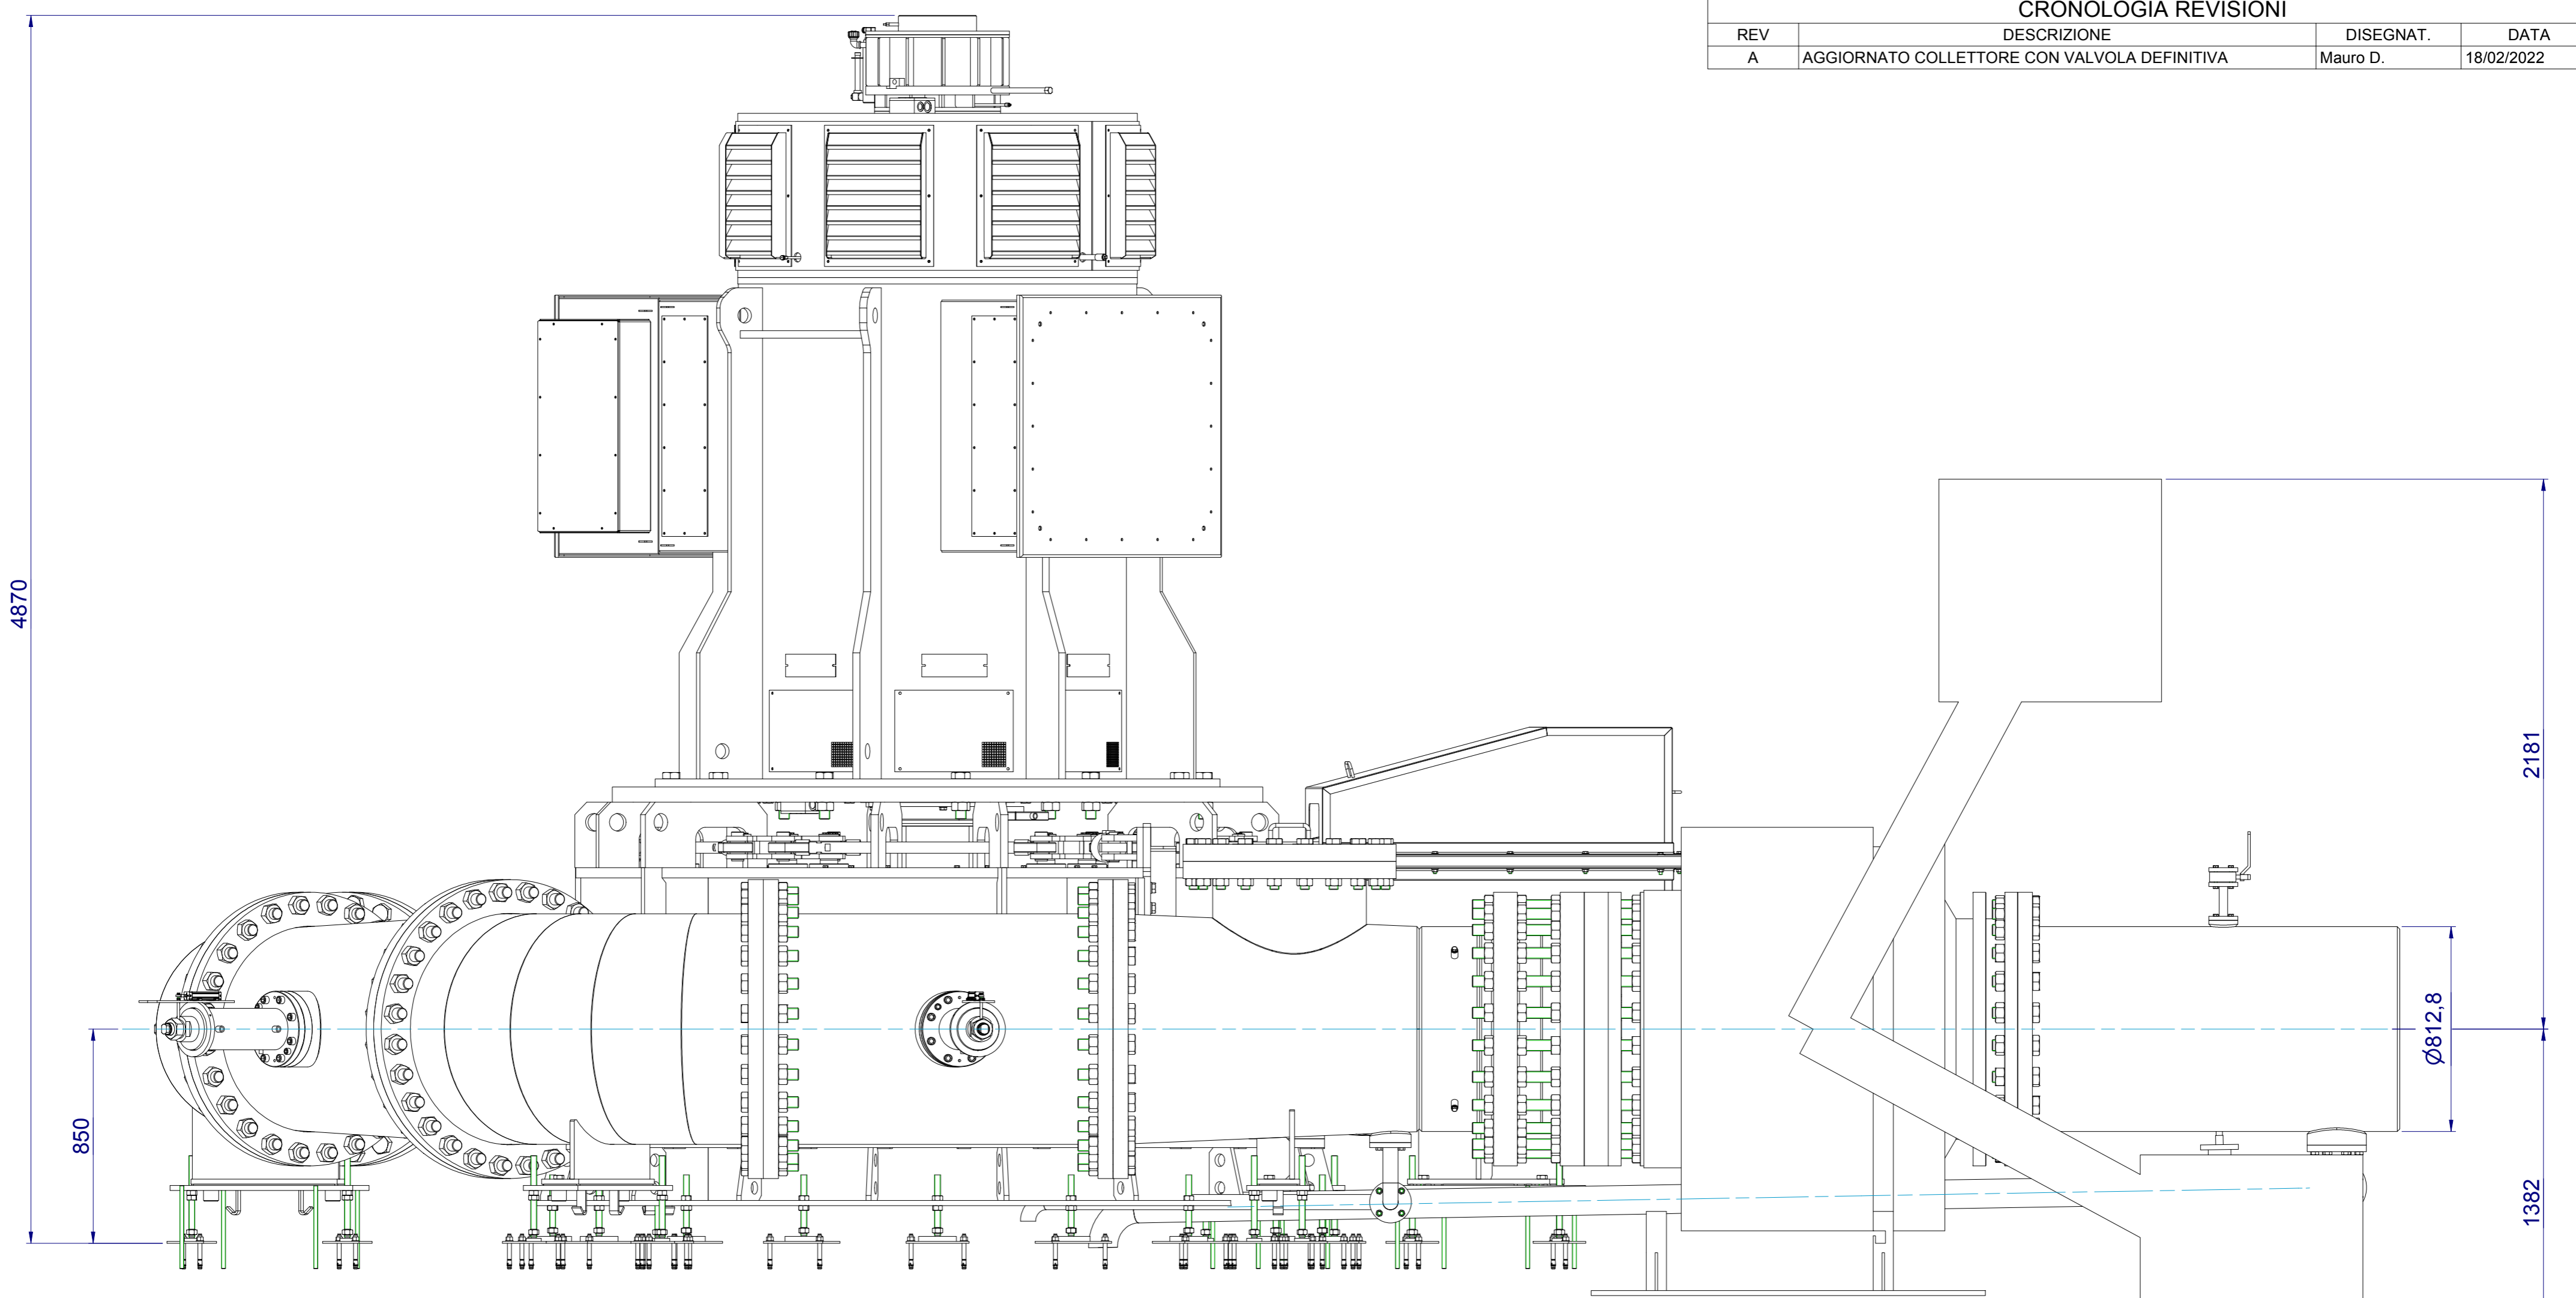 CRONOLOGIA REVISIONI
REV DESCRIZIONE DISEGNAT. DATA
A AGGIORNATO COLLETTORE CON VALVOLA DEFINITIVA Mauro D. 18/02/2022
4870
850
2181
Ø812,8
1382